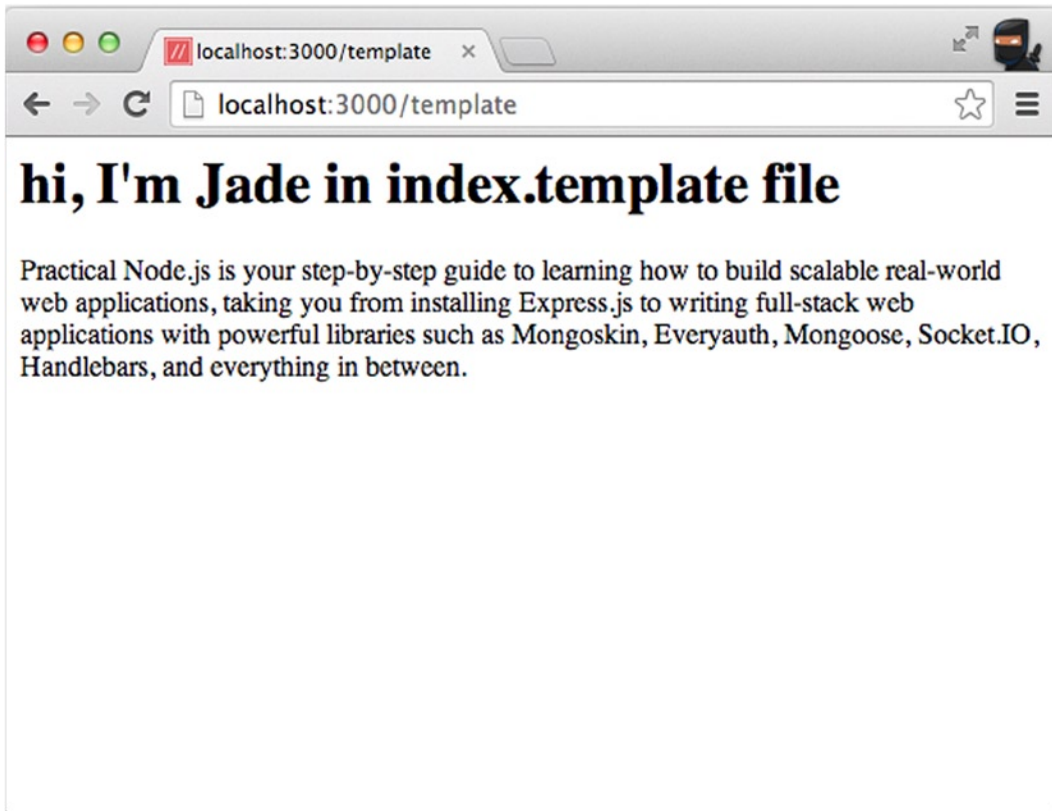 localhost:3000/template
localhost:3000/template
hi, I'm Jade in index.template file
Practical Node.js is your step-by-step guide to learning how to build scalable real-world
web applications, taking you from installing Express.js to writing full-stack web
applications with powerful libraries such as Mongoskin, Everyauth, Mongoose, Socket.IO,
Handlebars, and everything in between.